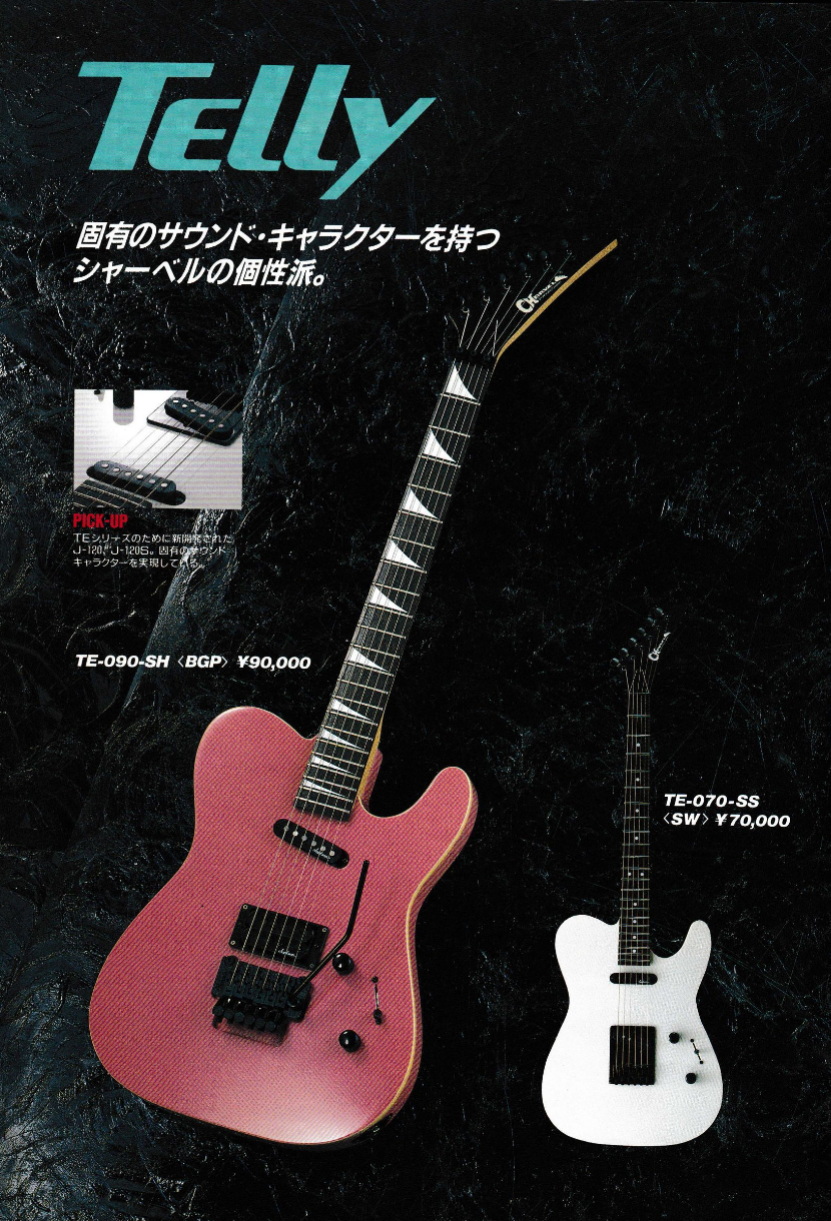 Telly
固有のサウンド・キャラクターを持つ
シャーベルの個性派。
PICK-UP
TEシリーズのために新開発された
J-120,J-120S。固有のサウンド
キャラクターを実現している。
TE-090-SH〈BGP〉¥90,000
TE-070-SS
〈SW〉¥70,000